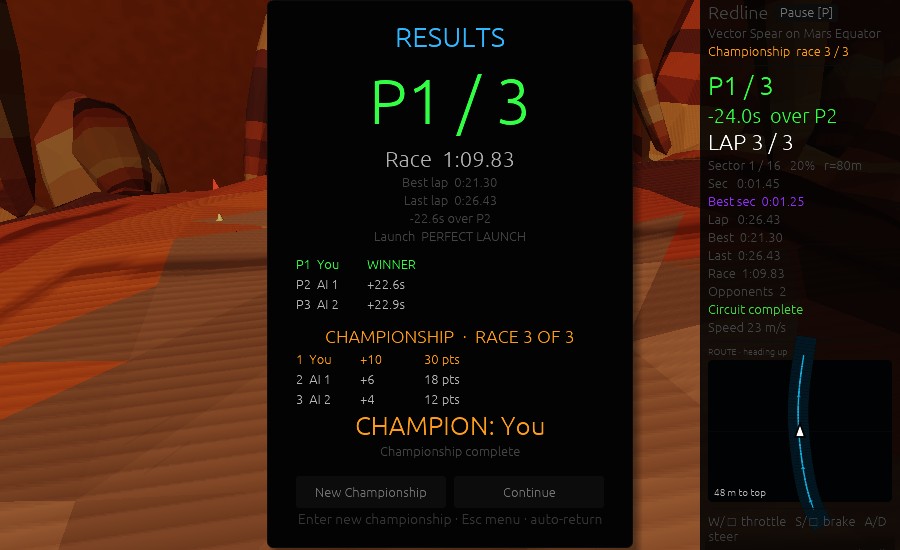 RESULTS
P1 / 3
Race 1:09.83
Best lap 0:21.30
Last lap 0:26.43
-22.6s over P2
Launch PERFECT LAUNCH
P1 You WINNER
P2 AI 1 +22.6s
P3 AI 2 +22.9s
CHAMPIONSHIP · RACE 3 OF 3
1 You +10 30 pts
2 AI 1 +6 18 pts
3 AI 2 +4 12 pts
CHAMPION: You
Championship complete
New Championship Continue
Enter new championship · Esc menu · auto-return
Redline Pause [P]
Vector Spear on Mars Equator
Championship race 3 / 3
P1 / 3
-24.0s over P2
LAP 3 / 3
Sector 1 / 16 20% r=80m
Sec 0:01.45
Best sec 0:01.25
Lap 0:26.43
Best 0:21.30
Last 0:26.43
Race 1:09.83
Opponents 2
Circuit complete
Speed 23 m/s
ROUTE · heading up
48 m to top
W/□ throttle S/□ brake A/D
steer